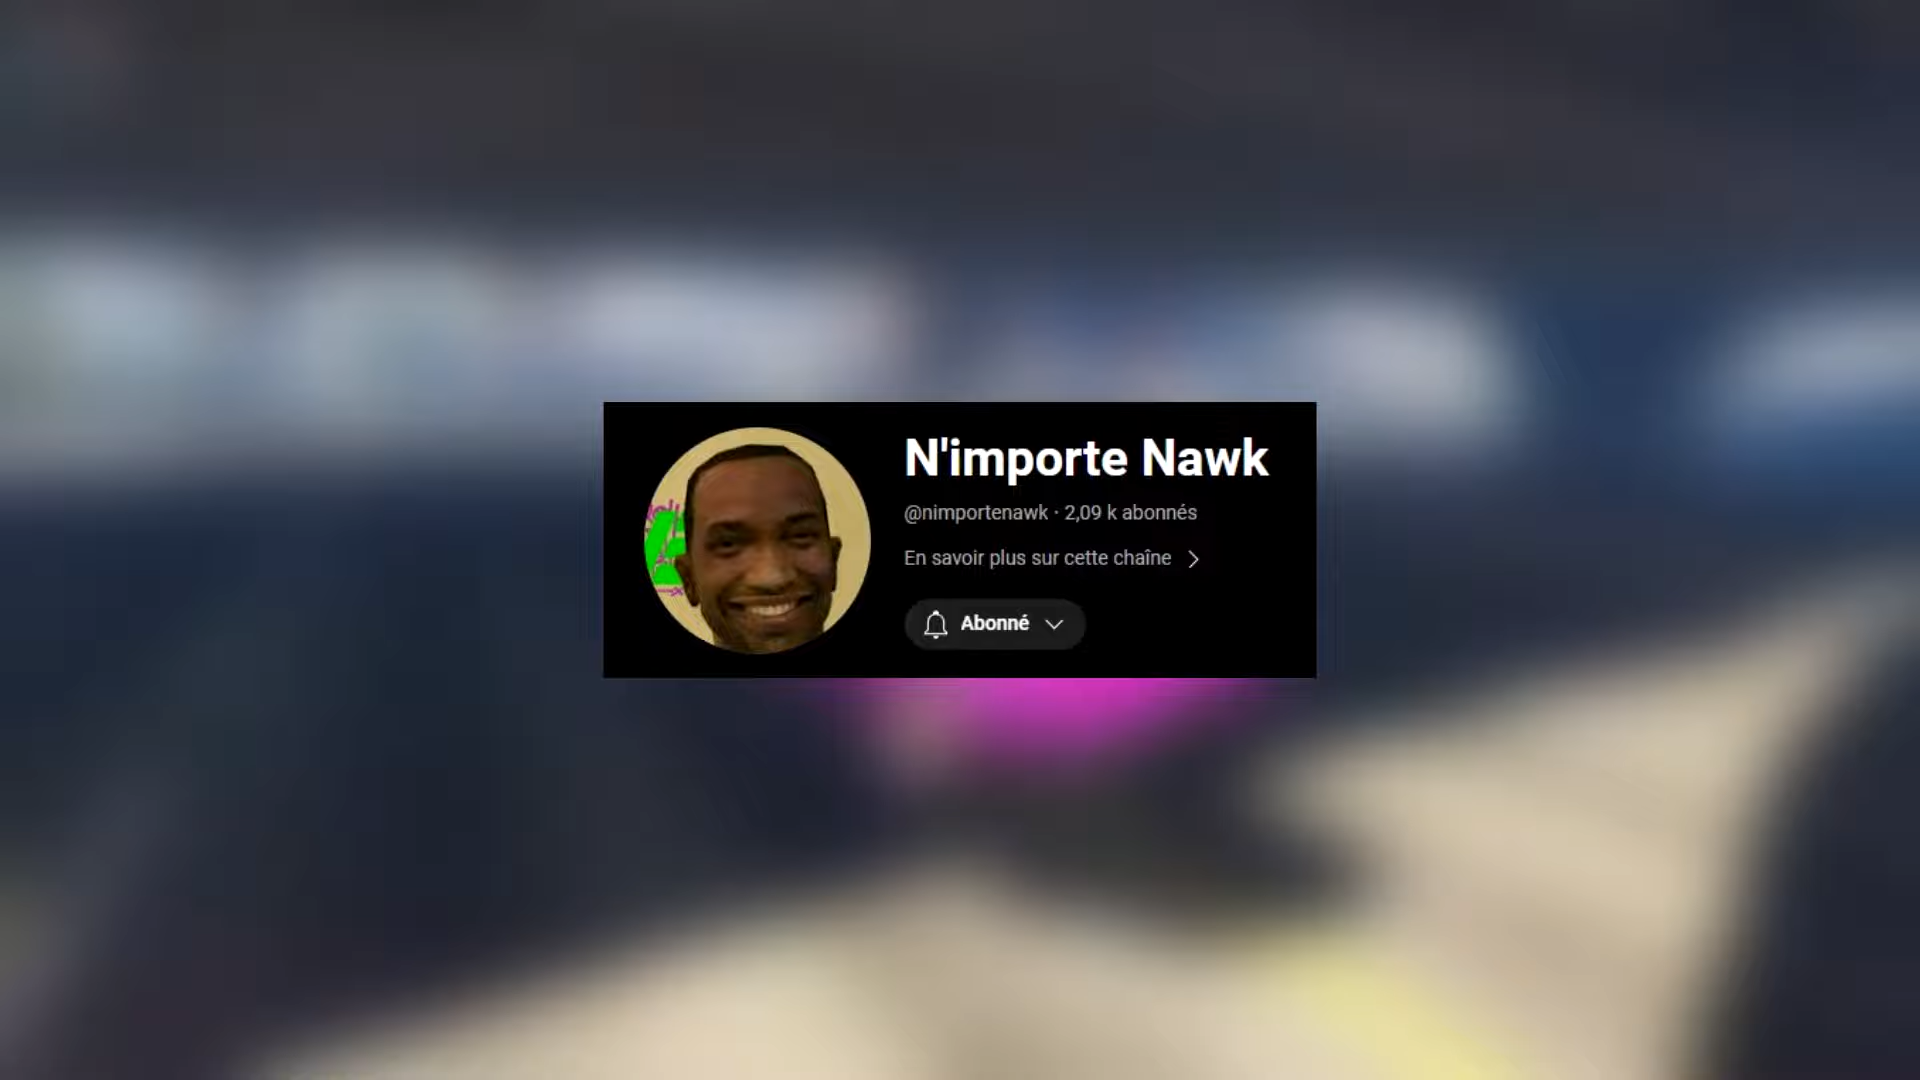 N'importe Nawk
@nimportenawk · 2,09 k abonnés
En savoir plus sur cette chaîne
Abonné